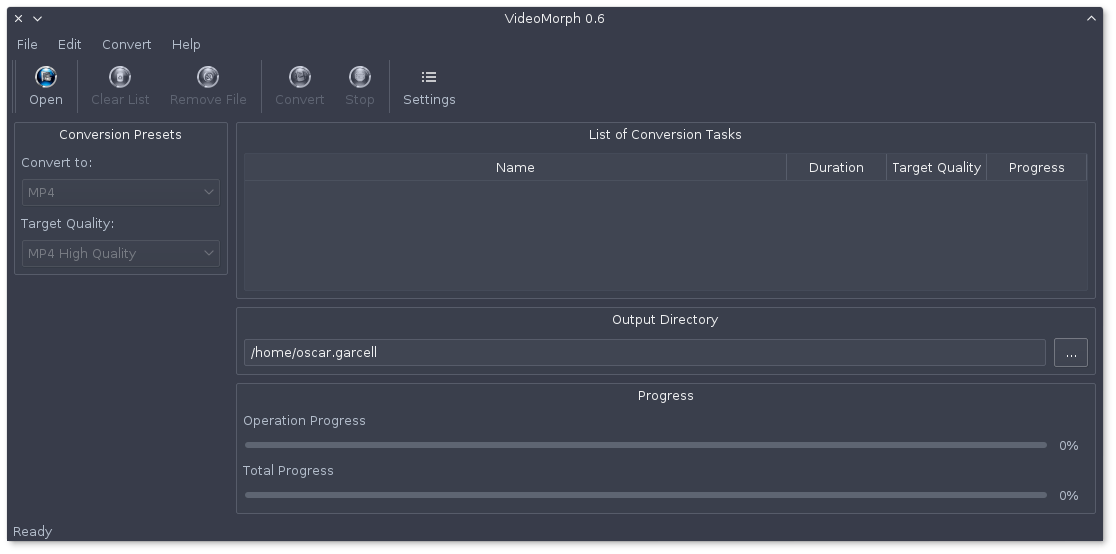 VideoMorph 0.6
File Edit Convert Help
Open Clear List Remove File Convert Stop Settings
Conversion Presets
Convert to:
MP4
Target Quality:
MP4 High Quality
List of Conversion Tasks
Name Duration Target Quality Progress
Output Directory
/home/oscar.garcell ...
Progress
Operation Progress
0%
Total Progress
0%
Ready